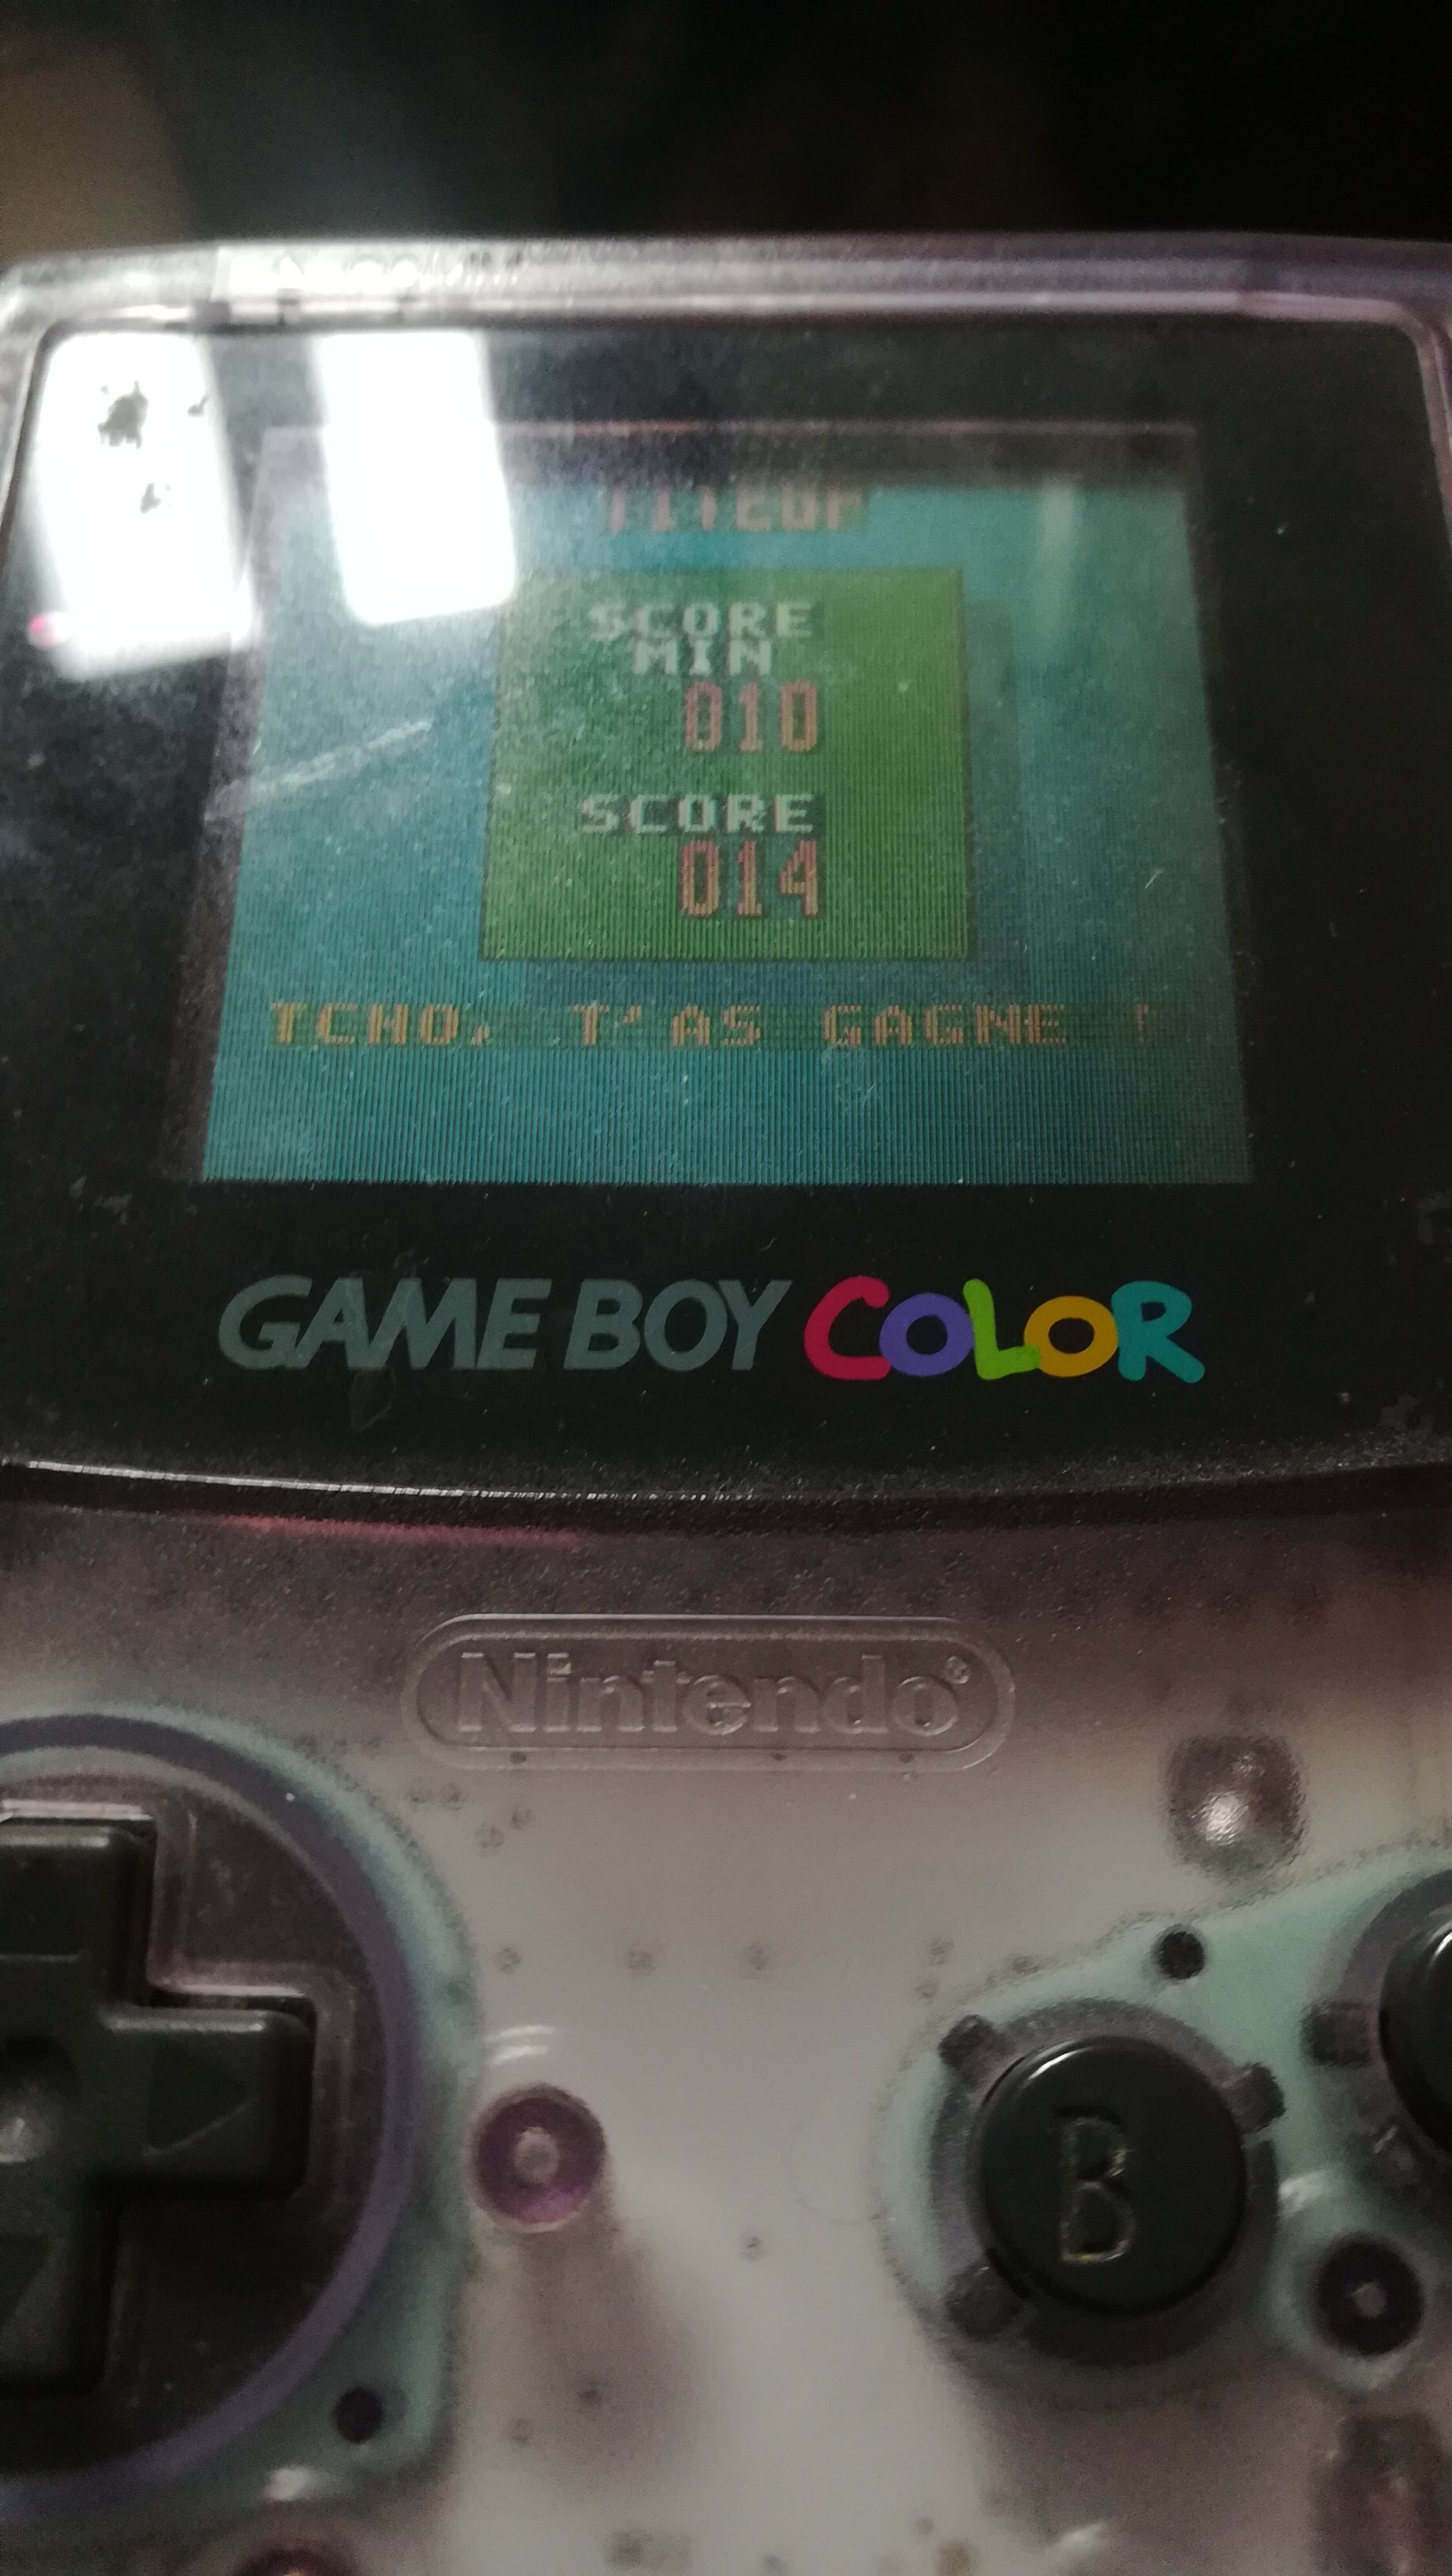 SCORE
MIN
010
SCORE
014
TCHO, T'AS GAGNE !
GAME BOY COLOR
Nintendo®
B